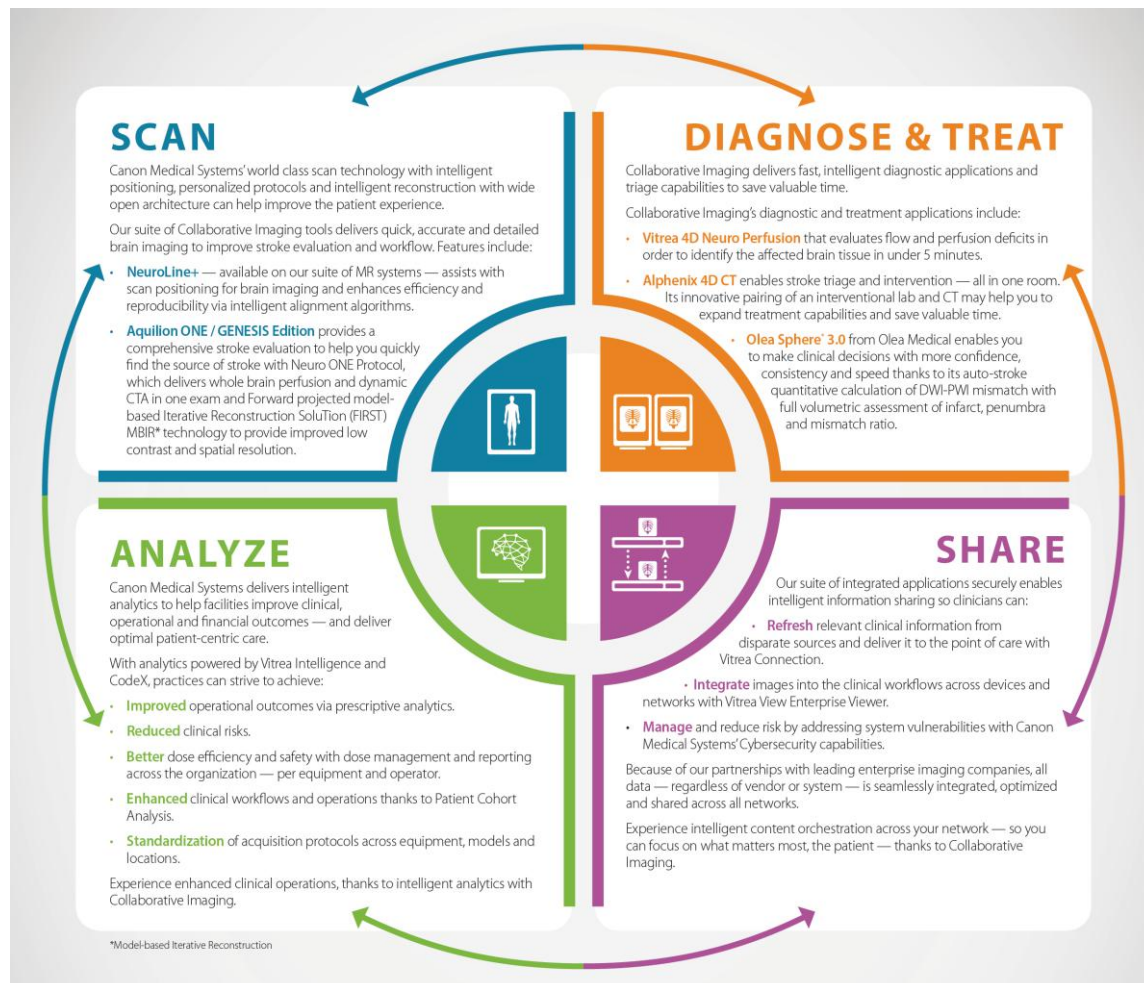 SCAN
Canon Medical Systems' world class scan technology with intelligent
positioning, personalized protocols and intelligent reconstruction with wide
open architecture can help improve the patient experience.
Our suite of Collaborative Imaging tools delivers quick, accurate and detailed
brain imaging to improve stroke evaluation and workflow. Features include:
• NeuroLine+ — available on our suite of MR systems — assists with
scan positioning for brain imaging and enhances efficiency and
reproducibility via intelligent alignment algorithms.
• Aquilion ONE / GENESIS Edition provides a
comprehensive stroke evaluation to help you quickly
find the source of stroke with Neuro ONE Protocol,
which delivers whole brain perfusion and dynamic
CTA in one exam and Forward projected model-
based Iterative Reconstruction SoluTion (FIRST)
MBIR* technology to provide improved low
contrast and spatial resolution.
DIAGNOSE & TREAT
Collaborative Imaging delivers fast, intelligent diagnostic applications and
triage capabilities to save valuable time.
Collaborative Imaging's diagnostic and treatment applications include:
• Vitrea 4D Neuro Perfusion that evaluates flow and perfusion deficits in
order to identify the affected brain tissue in under 5 minutes.
• Alphenix 4D CT enables stroke triage and intervention — all in one room.
Its innovative pairing of an interventional lab and CT may help you to
expand treatment capabilities and save valuable time.
• Olea Sphere® 3.0 from Olea Medical enables you
to make clinical decisions with more confidence,
consistency and speed thanks to its auto-stroke
quantitative calculation of DWI-PWI mismatch with
full volumetric assessment of infarct, penumbra
and mismatch ratio.
ANALYZE
Canon Medical Systems delivers intelligent
analytics to help facilities improve clinical,
operational and financial outcomes — and deliver
optimal patient-centric care.
With analytics powered by Vitrea Intelligence and
CodeX, practices can strive to achieve:
• Improved operational outcomes via prescriptive analytics.
• Reduced clinical risks.
• Better dose efficiency and safety with dose management and reporting
across the organization — per equipment and operator.
• Enhanced clinical workflows and operations thanks to Patient Cohort
Analysis.
• Standardization of acquisition protocols across equipment, models and
locations.
Experience enhanced clinical operations, thanks to intelligent analytics with
Collaborative Imaging.
SHARE
Our suite of integrated applications securely enables
intelligent information sharing so clinicians can:
• Refresh relevant clinical information from
disparate sources and deliver it to the point of care with
Vitrea Connection.
• Integrate images into the clinical workflows across devices and
networks with Vitrea View Enterprise Viewer.
• Manage and reduce risk by addressing system vulnerabilities with Canon
Medical Systems' Cybersecurity capabilities.
Because of our partnerships with leading enterprise imaging companies, all
data — regardless of vendor or system — is seamlessly integrated, optimized
and shared across all networks.
Experience intelligent content orchestration across your network — so you
can focus on what matters most, the patient — thanks to Collaborative
Imaging.
*Model-based Iterative Reconstruction